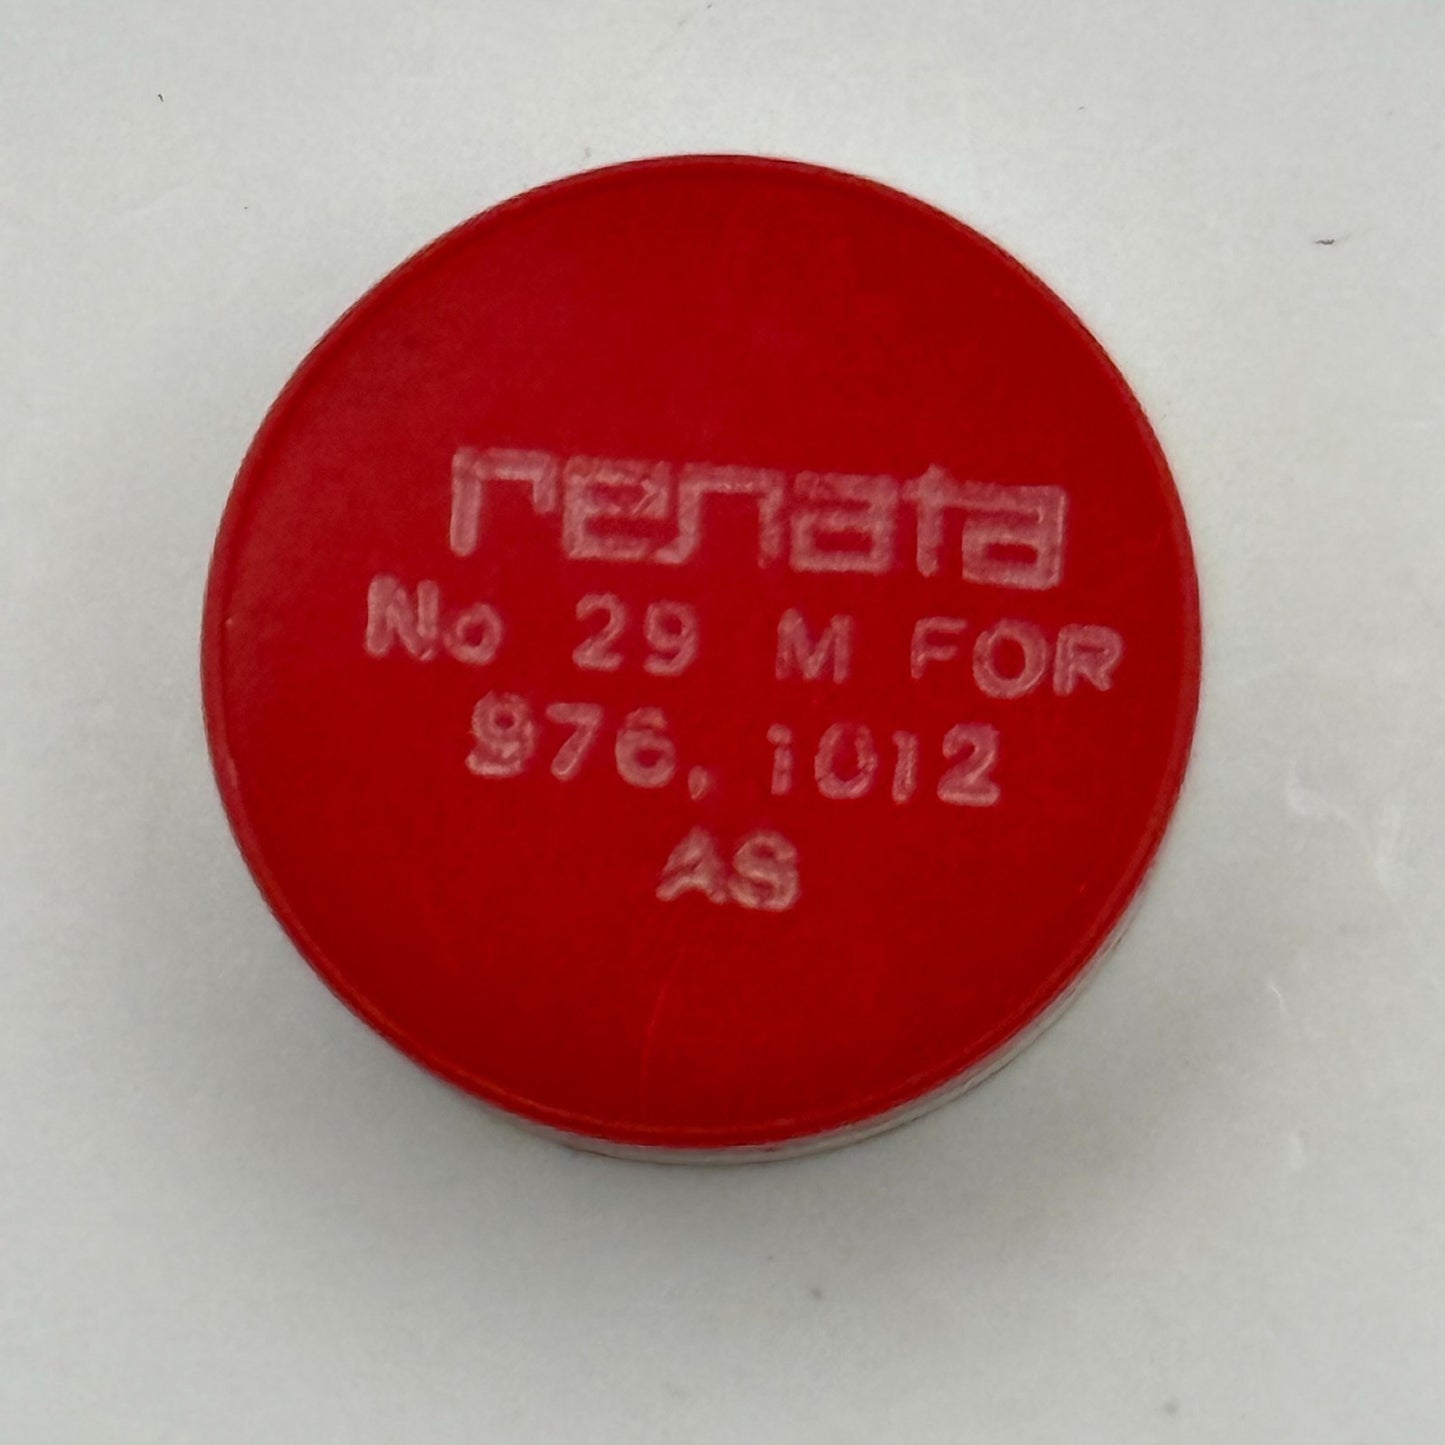 renata
No 29 M FOR
976, 1012
AS